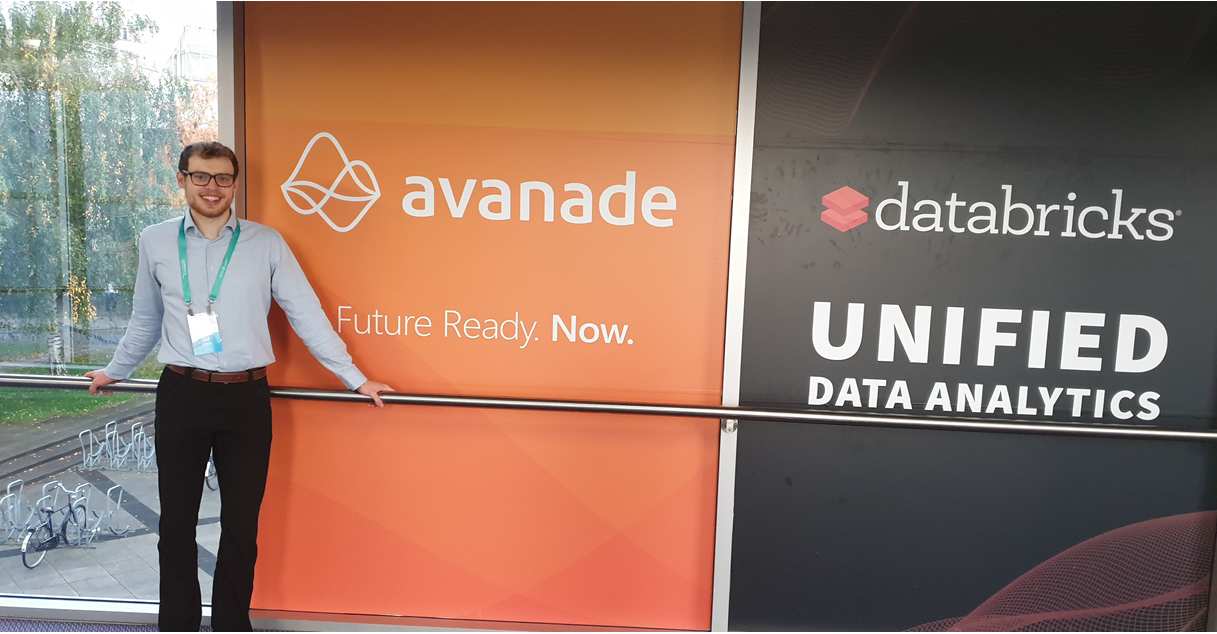 avanade
Future Ready. Now.
databricks®
UNIFIED
DATA ANALYTICS